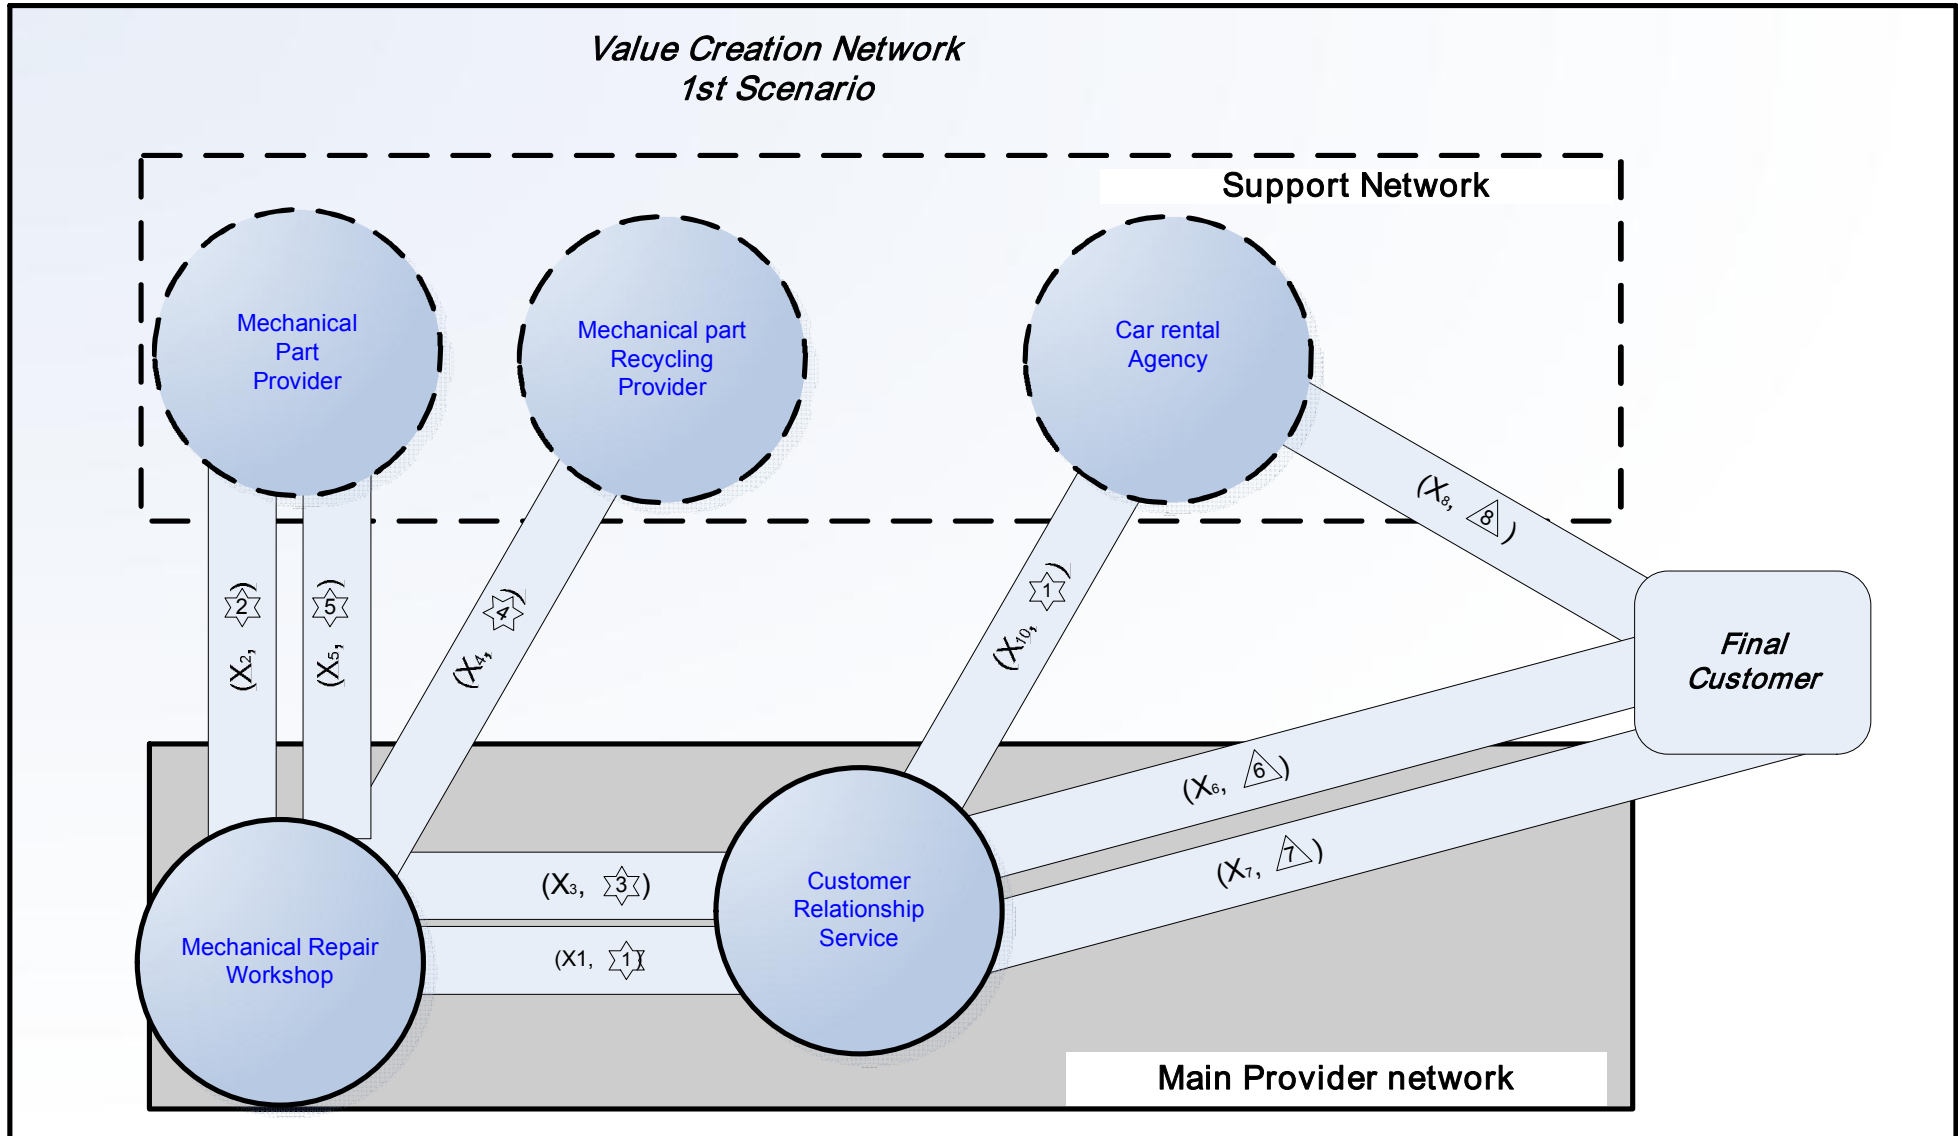 Value Creation Network
1st Scenario
Support Network
Mechanical
Part
Provider
Mechanical part
Recycling
Provider
Car rental
Agency
(X8, 8)
(X2, 2)
(X5, 5)
(X4, 4)
(X10, 1)
Final
Customer
(X6, 6)
(X7, 7)
(X3, 3)
(X1, 1)
Customer
Relationship
Service
Mechanical Repair
Workshop
Main Provider network